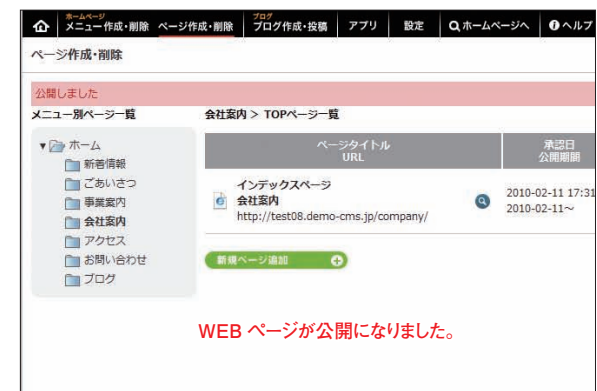 ホームページ
メニュー作成・削除
ページ作成・削除
ブログ
ブログ作成・投稿
アプリ
設定
ホームページへ
ヘルプ
ページ作成・削除
公開しました
メニュー別ページ一覧
会社案内 > TOPページ一覧
▼ホーム
新着情報
ごあいさつ
事業案内
会社案内
アクセス
お問い合わせ
ブログ
ページタイトル
URL
承認日
公開期間
インデックスページ
会社案内
http://test08.demo-cms.jp/company/
2010-02-11 17:31
2010-02-11～
新規ページ追加
WEB ページが公開になりました。